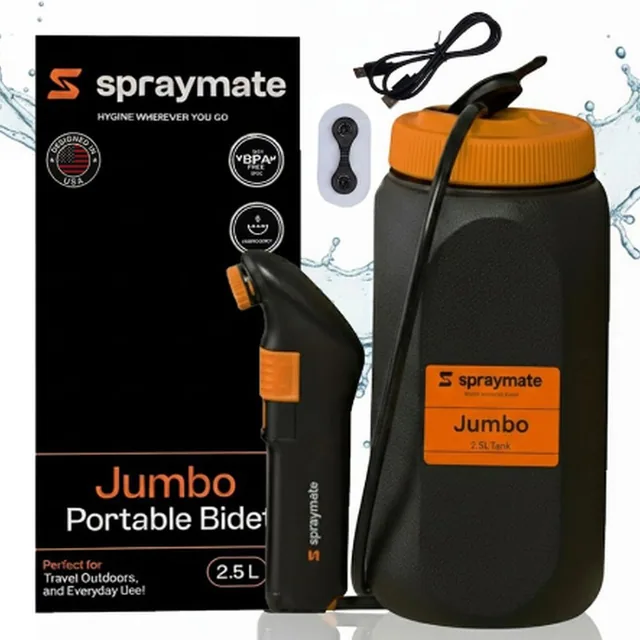 spraymate
HYGINE WHEREVER YOU GO
DESIGNED IN
USA
BPA
FREE
Jumbo
Portable Bidet
Perfect for
Travel Outdoors,
and Everyday Uee!
2.5 L
spraymate
spraymate
Jumbo
2.5L Tank